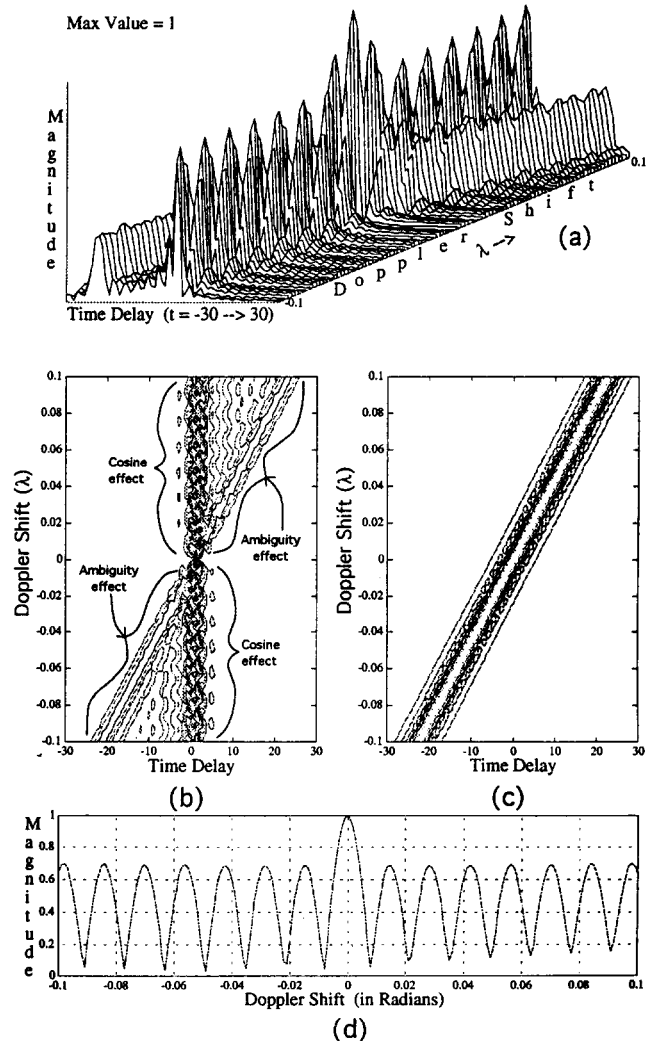 Max Value = 1
Magnitude
0.1
λ -->
Doppler Shift
(a)
-0.1
Time Delay (t = -30 --> 30)
0.1
0.08
0.06
0.04
0.02
0
-0.02
-0.04
-0.06
-0.08
-0.1
Doppler Shift (λ)
Cosine effect
Ambiguity effect
Ambiguity effect
Cosine effect
-30 -20 -10 0 10 20 30
Time Delay
(b)
0.1
0.08
0.06
0.04
0.02
0
-0.02
-0.04
-0.06
-0.08
-0.1
Doppler Shift (λ)
-30 -20 -10 0 10 20 30
Time Delay
(c)
Magnitude
1
0.8
0.6
0.4
0.2
0
-0.1 -0.08 -0.06 -0.04 -0.02 0 0.02 0.04 0.06 0.08 0.1
Doppler Shift (in Radians)
(d)